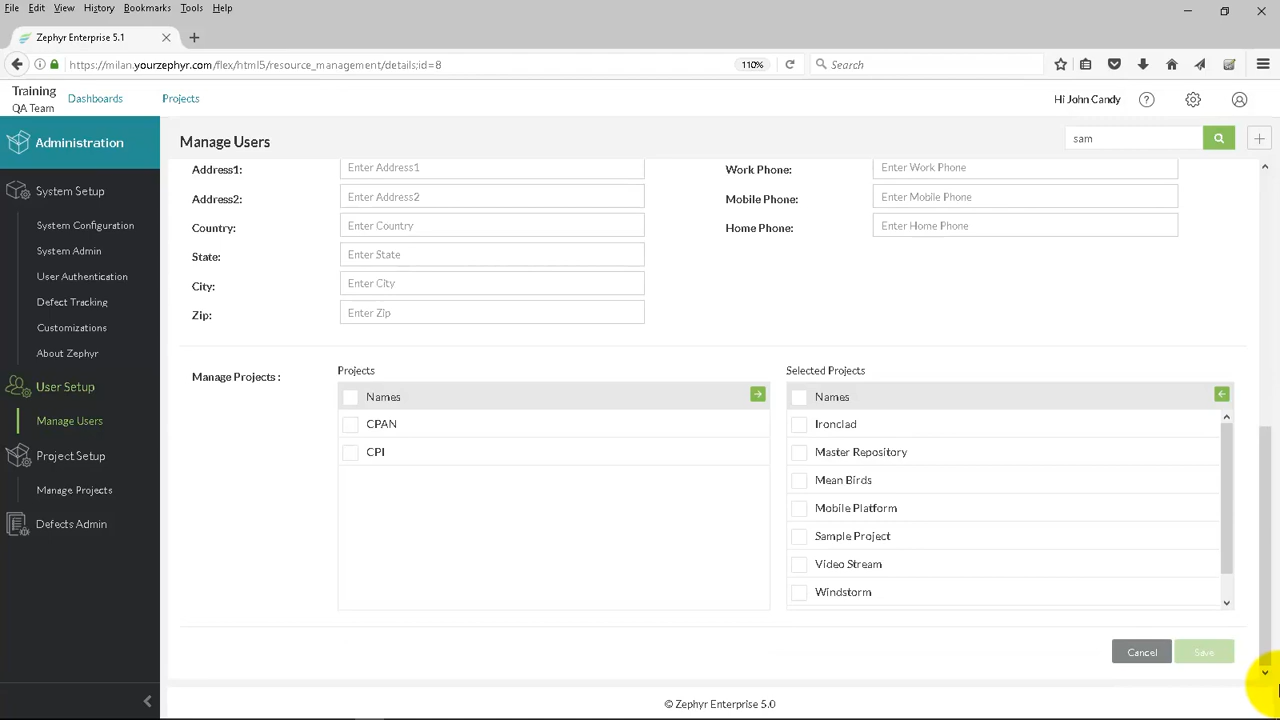 File Edit View History Bookmarks Tools Help
Zephyr Enterprise 5.1
https://milan.yourzephyr.com/flex/html5/resource_management/details;id=8
110%
Search
Training
QA Team
Dashboards
Projects
Hi John Candy
Administration
Manage Users
sam
System Setup
System Configuration
System Admin
User Authentication
Defect Tracking
Customizations
About Zephyr
User Setup
Manage Users
Project Setup
Manage Projects
Defects Admin
Address1: Enter Address1
Address2: Enter Address2
Country: Enter Country
State: Enter State
City: Enter City
Zip: Enter Zip
Work Phone: Enter Work Phone
Mobile Phone: Enter Mobile Phone
Home Phone: Enter Home Phone
Manage Projects :
Projects
Names
CPAN
CPI
Selected Projects
Names
Ironclad
Master Repository
Mean Birds
Mobile Platform
Sample Project
Video Stream
Windstorm
Cancel
Save
© Zephyr Enterprise 5.0